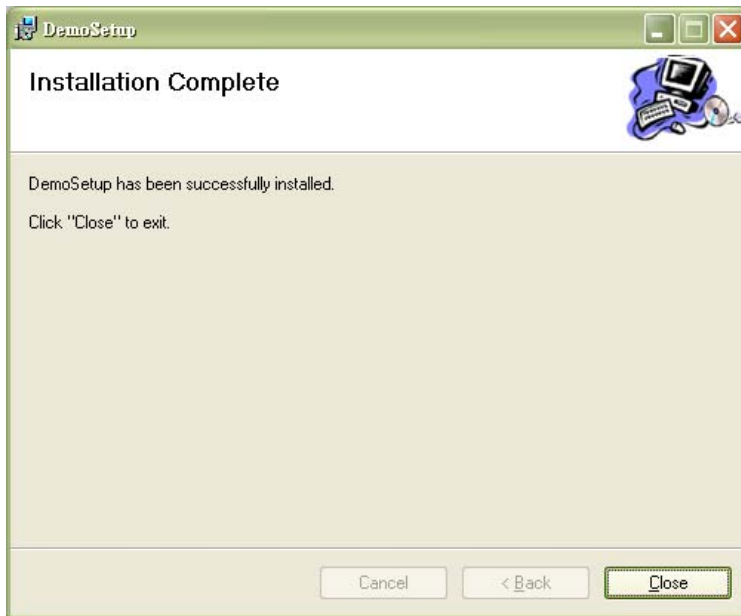 DemoSetup
Installation Complete
DemoSetup has been successfully installed.
Click "Close" to exit.
Cancel
< Back
Close